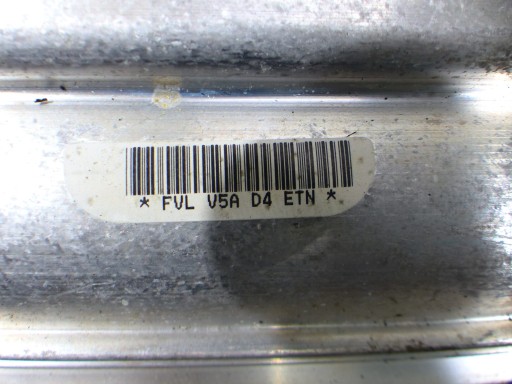 * FVL V5A D4 ETN *